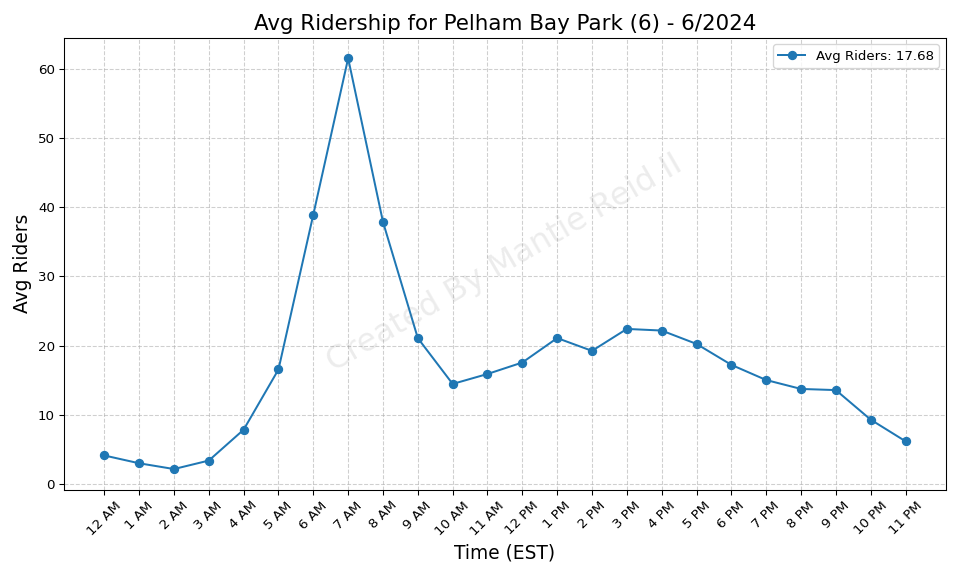 Avg Ridership for Pelham Bay Park (6) - 6/2024
Avg Riders: 17.68
Avg Riders
60
50
40
30
20
10
0
Created By Mantle Reid II
12 AM
1 AM
2 AM
3 AM
4 AM
5 AM
6 AM
7 AM
8 AM
9 AM
10 AM
11 AM
12 PM
1 PM
2 PM
3 PM
4 PM
5 PM
6 PM
7 PM
8 PM
9 PM
10 PM
11 PM
Time (EST)